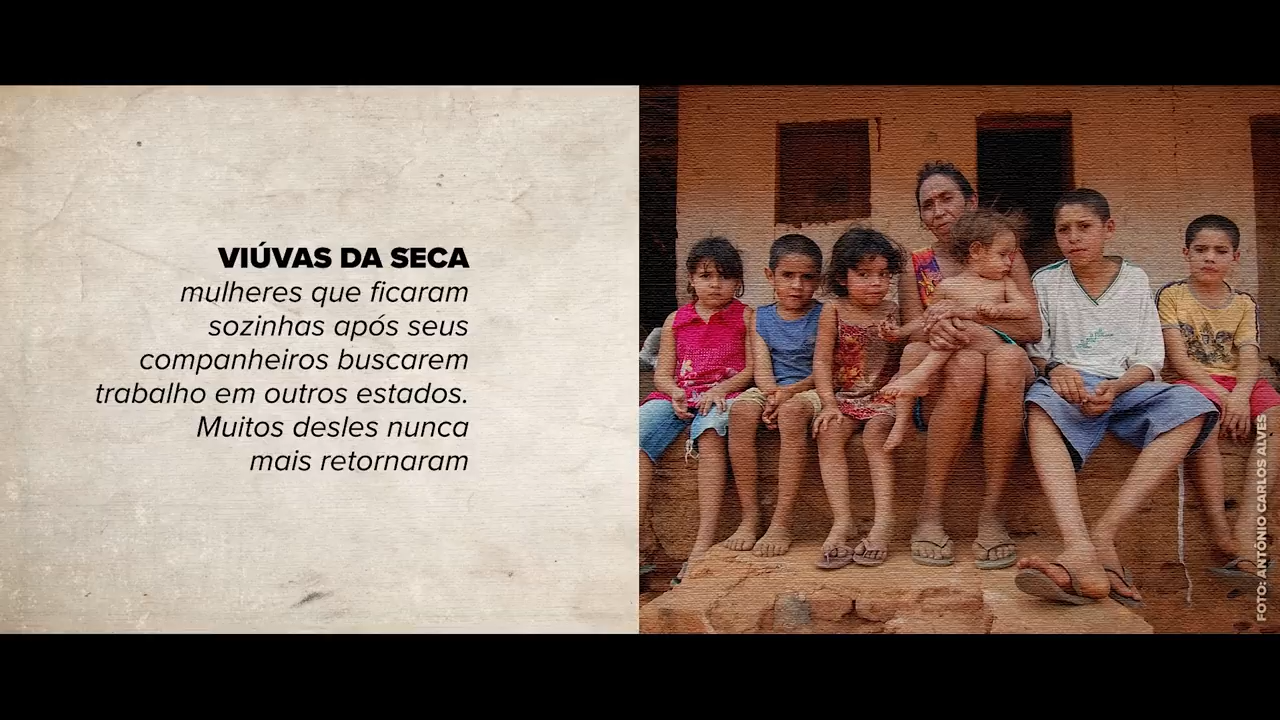 VIÚVAS DA SECA
mulheres que ficaram
sozinhas após seus
companheiros buscarem
trabalho em outros estados.
Muitos desles nunca
mais retornaram
FOTO: ANTÔNIO CARLOS ALVES